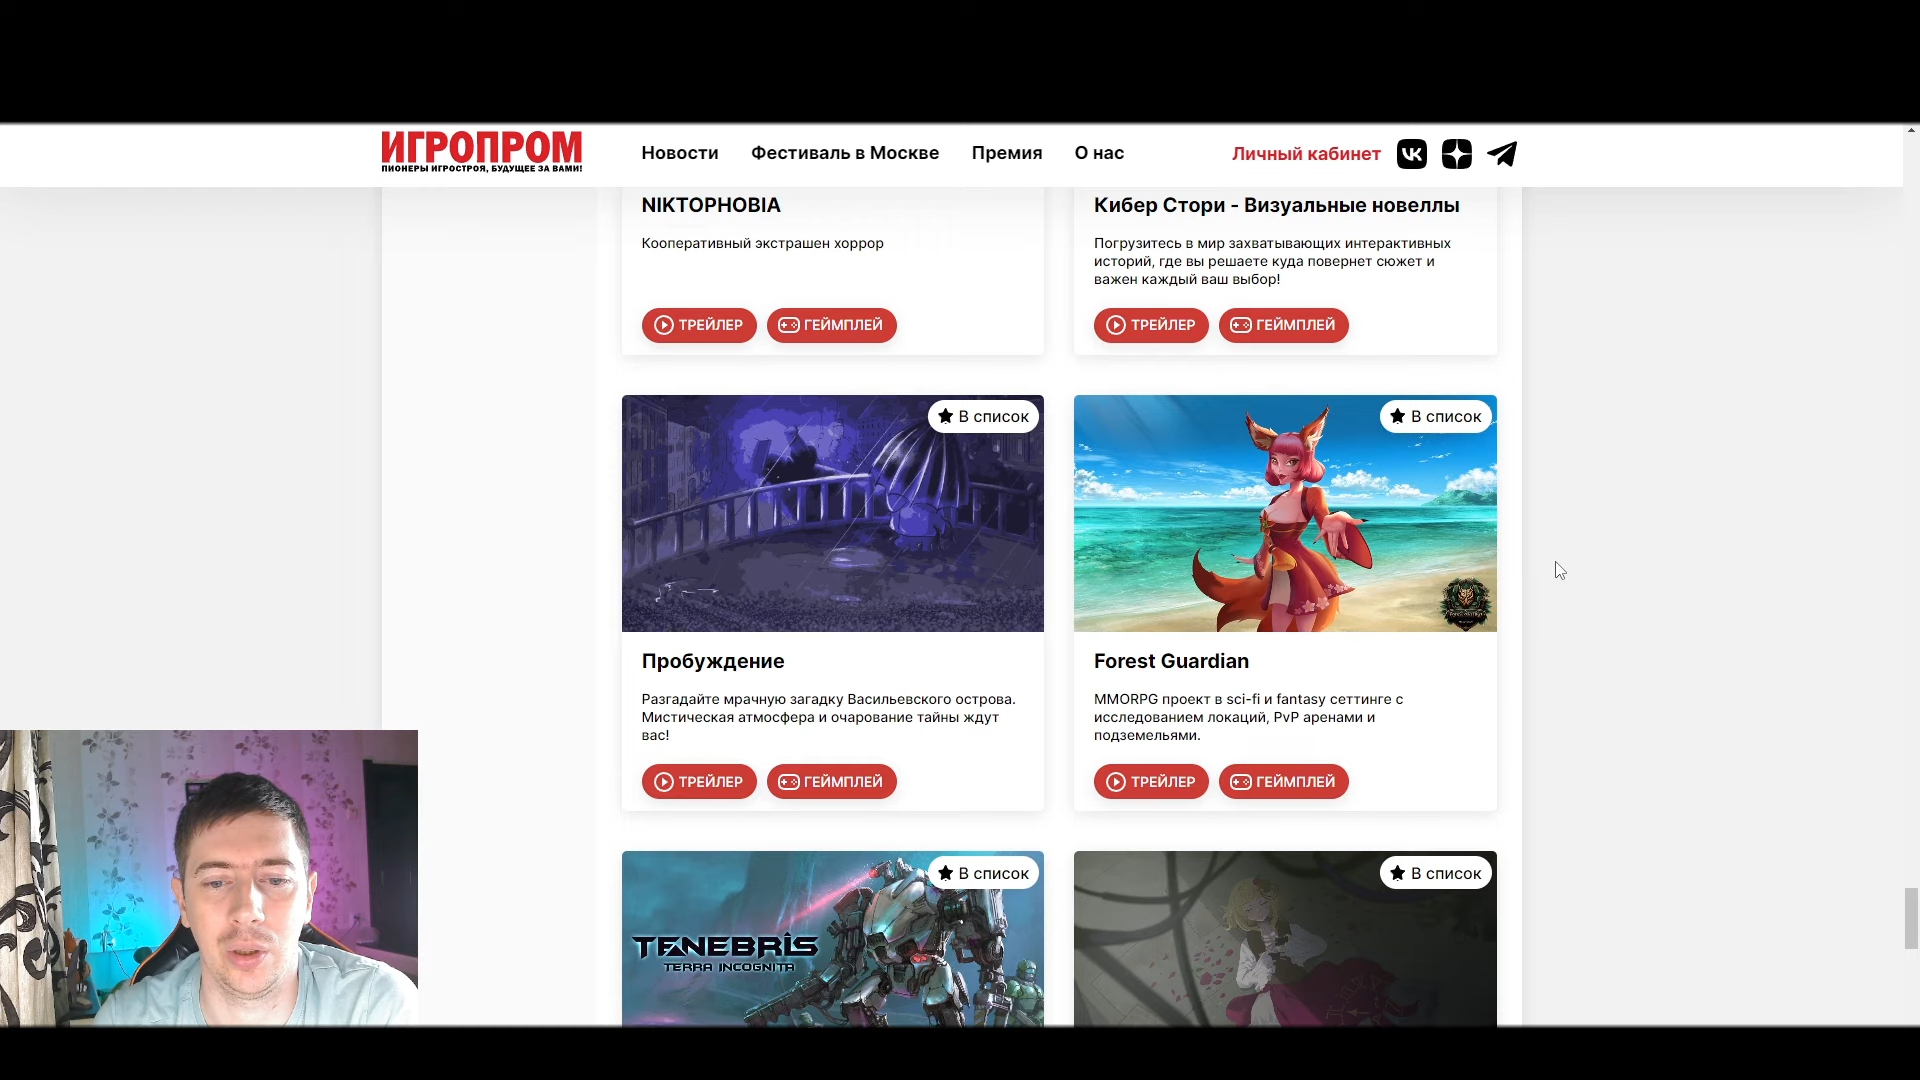 ИГРОПРОМ
ПИОНЕРЫ ИГРОСТРОЯ, БУДУЩЕЕ ЗА ВАМИ!
Новости
Фестиваль в Москве
Премия
О нас
Личный кабинет
NIKTOPHOBIA
Кооперативный экстрашен хоррор
ТРЕЙЛЕР
ГЕЙМПЛЕЙ
Кибер Стори - Визуальные новеллы
Погрузитесь в мир захватывающих интерактивных
историй, где вы решаете куда повернет сюжет и
важен каждый ваш выбор!
ТРЕЙЛЕР
ГЕЙМПЛЕЙ
В список
Пробуждение
Разгадайте мрачную загадку Васильевского острова.
Мистическая атмосфера и очарование тайны ждут
вас!
ТРЕЙЛЕР
ГЕЙМПЛЕЙ
В список
Forest Guardian
MMORPG проект в sci-fi и fantasy сеттинге с
исследованием локаций, PvP аренами и
подземельями.
ТРЕЙЛЕР
ГЕЙМПЛЕЙ
В список
TENEBRIS
TERRA INCOGNITA
В список